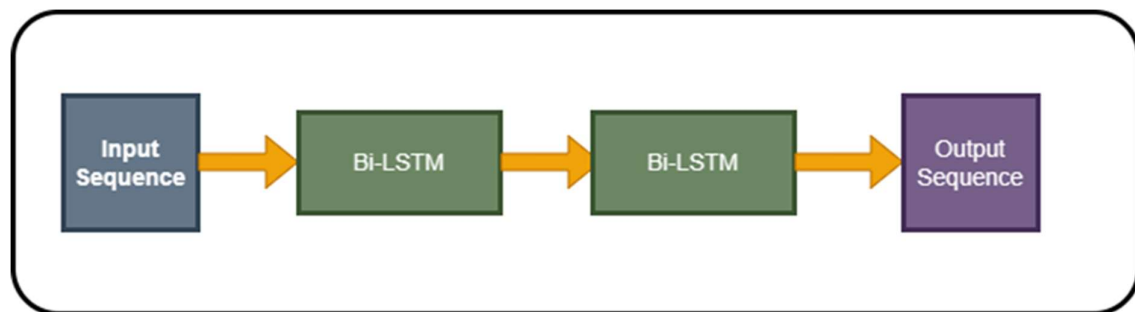 Input
Sequence
Bi-LSTM
Bi-LSTM
Output
Sequence